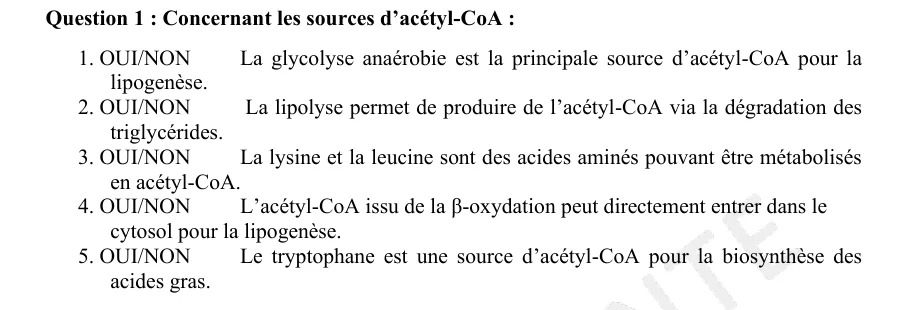 Question 1 : Concernant les sources d'acétyl-CoA :
1. OUI/NON La glycolyse anaérobie est la principale source d'acétyl-CoA pour la
lipogenèse.
2. OUI/NON La lipolyse permet de produire de l'acétyl-CoA via la dégradation des
triglycérides.
3. OUI/NON La lysine et la leucine sont des acides aminés pouvant être métabolisés
en acétyl-CoA.
4. OUI/NON L'acétyl-CoA issu de la β-oxydation peut directement entrer dans le
cytosol pour la lipogenèse.
5. OUI/NON Le tryptophane est une source d'acétyl-CoA pour la biosynthèse des
acides gras.